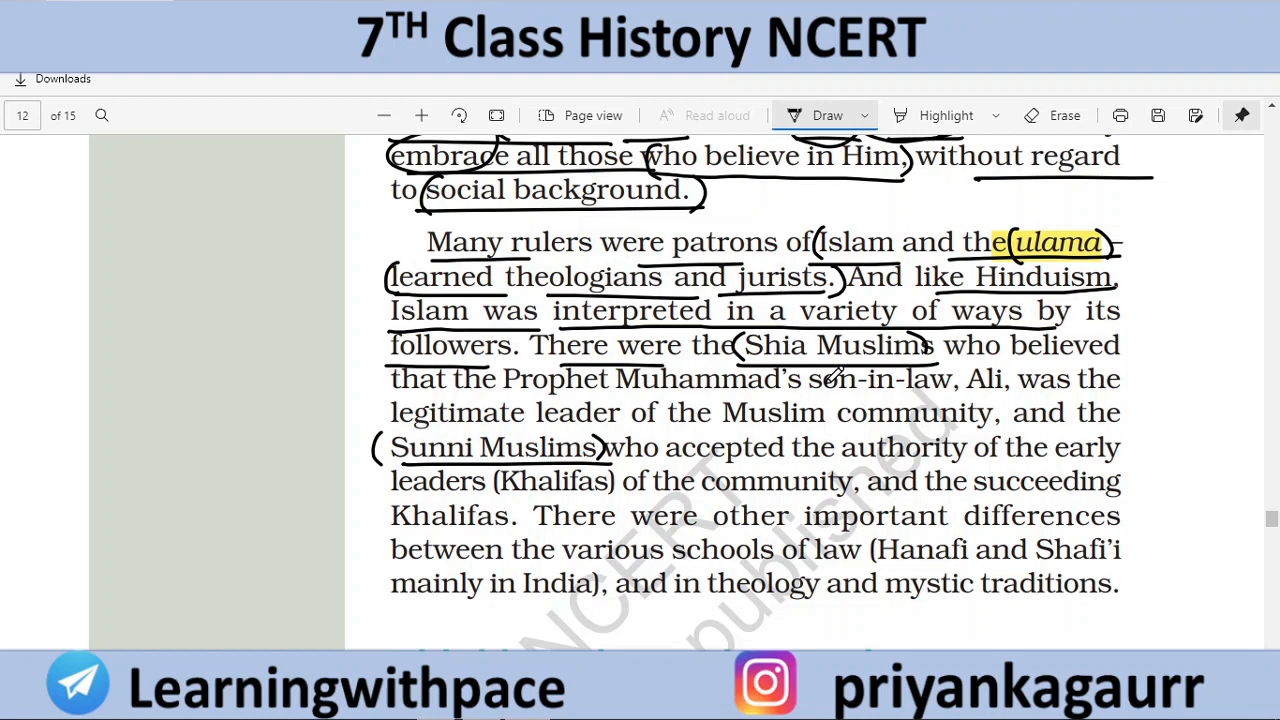 7TH Class History NCERT
Downloads
12 of 15 Page view Read aloud Draw Highlight Erase
embrace all those who believe in Him, without regard
to social background.
Many rulers were patrons of Islam and the ulama –
learned theologians and jurists. And like Hinduism,
Islam was interpreted in a variety of ways by its
followers. There were the Shia Muslims who believed
that the Prophet Muhammad's son-in-law, Ali, was the
legitimate leader of the Muslim community, and the
Sunni Muslims who accepted the authority of the early
leaders (Khalifas) of the community, and the succeeding
Khalifas. There were other important differences
between the various schools of law (Hanafi and Shafi'i
mainly in India), and in theology and mystic traditions.
NCERT
published
Learningwithpace priyankagaurr